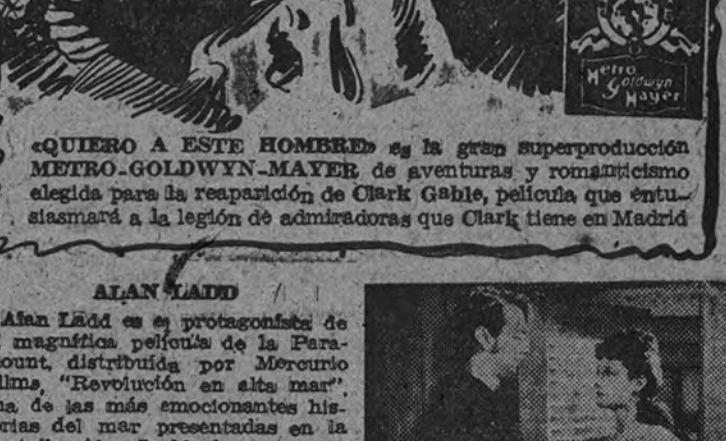 Metro
Goldwyn
Mayer
«QUIERO A ESTE HOMBRE» es la gran superproducción
METRO-GOLDWYN-MAYER de aventuras y romanticismo
elegida para la reaparición de Clark Gable, película que entu-
siasmará a la legión de admiradoras que Clark tiene en Madrid
ALAN LADD
Alan Ladd es el protagonista de
magnífica película de la Para-
mount, distribuída por Mercurio
Films, "Revolución en alta mar",
una de las más emocionantes his-
torias del mar presentadas en la